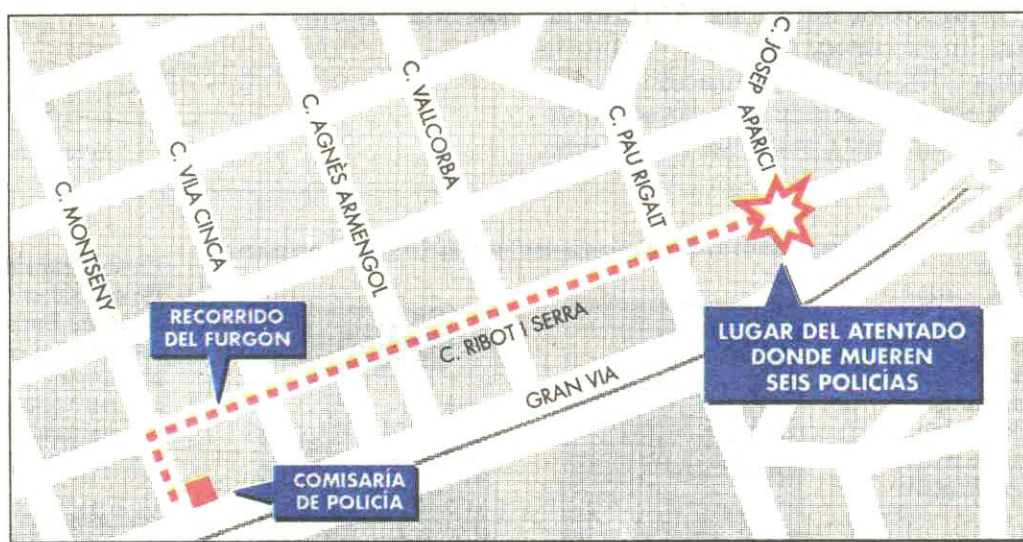 C. MONTSENY
C. VILA CINCA
C. AGNÈS ARMENGOL
C. VALLCORBA
C. PAU RIGALT
C. JOSEP APARICI
RECORRIDO
DEL FURGÓN
C. RIBOT I SERRA
GRAN VIA
LUGAR DEL ATENTADO
DONDE MUEREN
SEIS POLICÍAS
COMISARÍA
DE POLICÍA